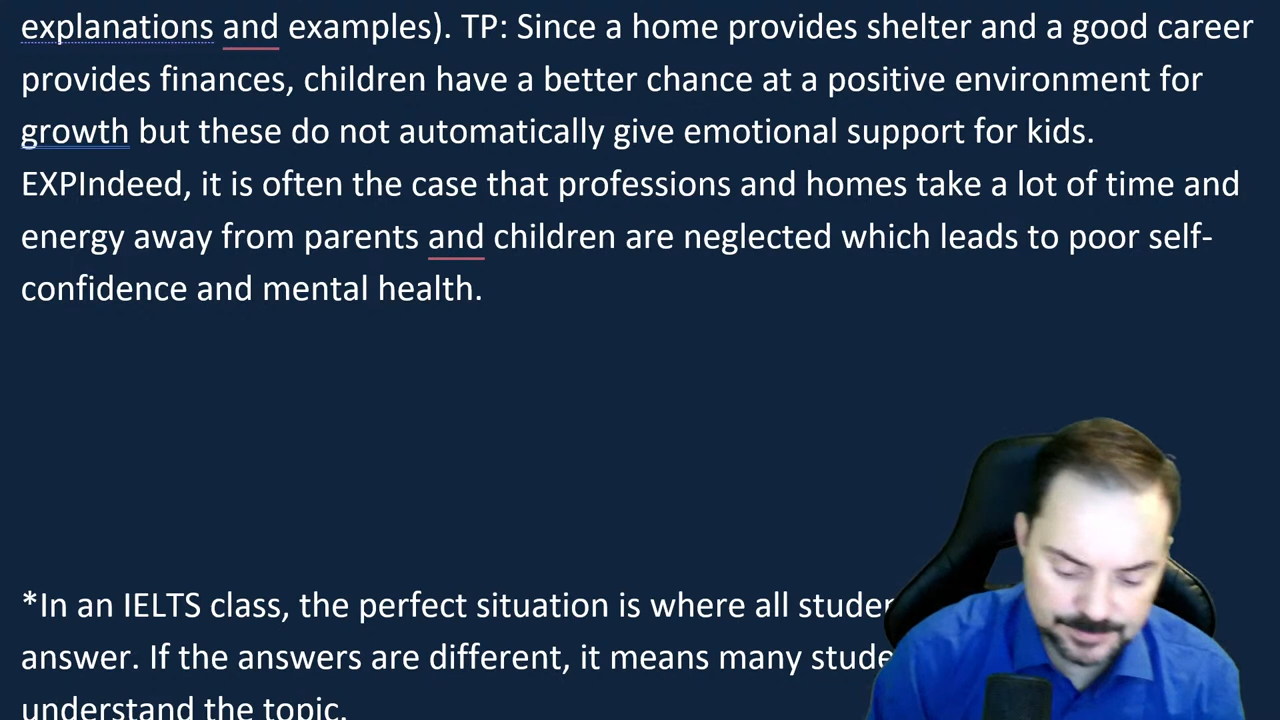 explanations and examples). TP: Since a home provides shelter and a good career
provides finances, children have a better chance at a positive environment for
growth but these do not automatically give emotional support for kids.
EXPIndeed, it is often the case that professions and homes take a lot of time and
energy away from parents and children are neglected which leads to poor self-
confidence and mental health.
*In an IELTS class, the perfect situation is where all
answer. If the answers are different, it means many
understand the topic.